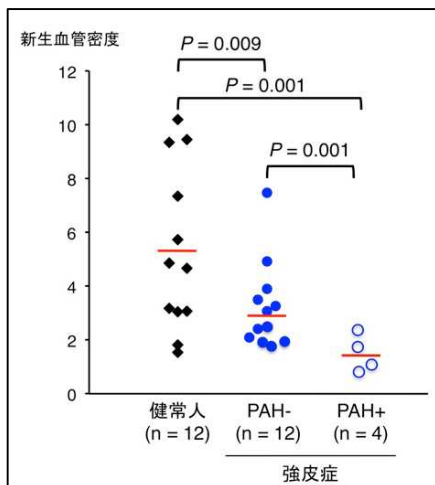 新生血管密度
P = 0.009
P = 0.001
P = 0.001
12
10
8
6
4
2
0
健常人
(n = 12)
PAH-
(n = 12)
PAH+
(n = 4)
強皮症